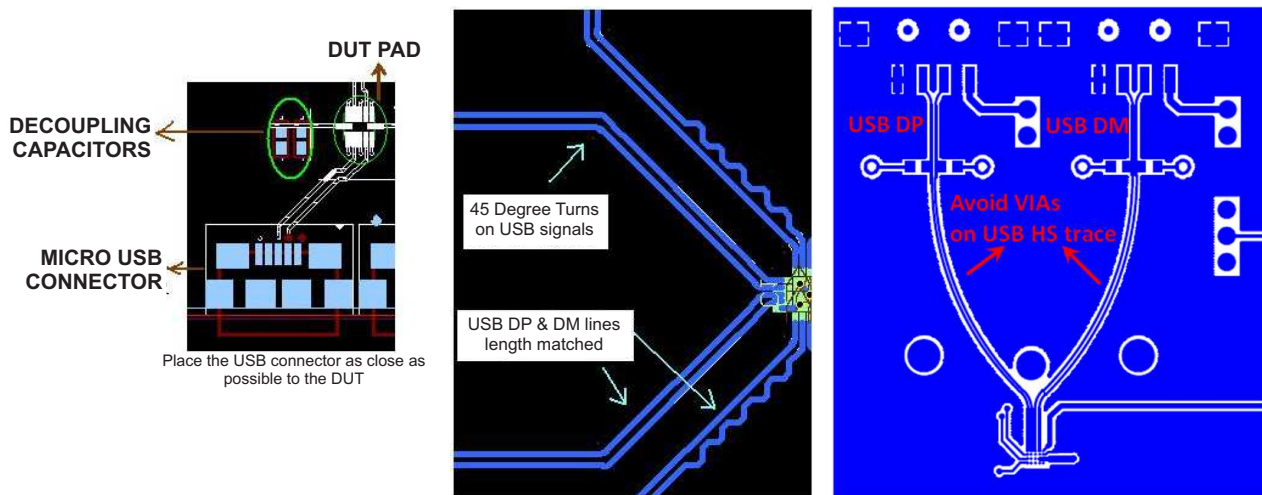 DUT PAD
DECOUPLING
CAPACITORS
MICRO USB
CONNECTOR
Place the USB connector as close as
possible to the DUT
45 Degree Turns
on USB signals
USB DP & DM lines
length matched
USB DP
USB DM
Avoid VIAs
on USB HS trace